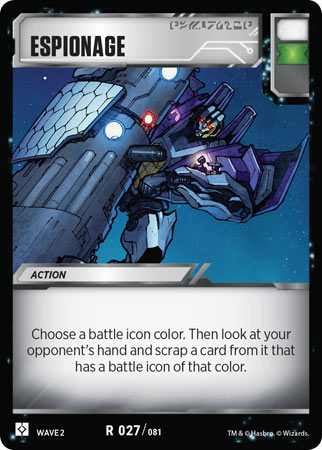 ESPIONAGE
ACTION
Choose a battle icon color. Then look at your
opponent's hand and scrap a card from it that
has a battle icon of that color.
WAVE 2
R 027/081
TM & © Hasbro. © Wizards.